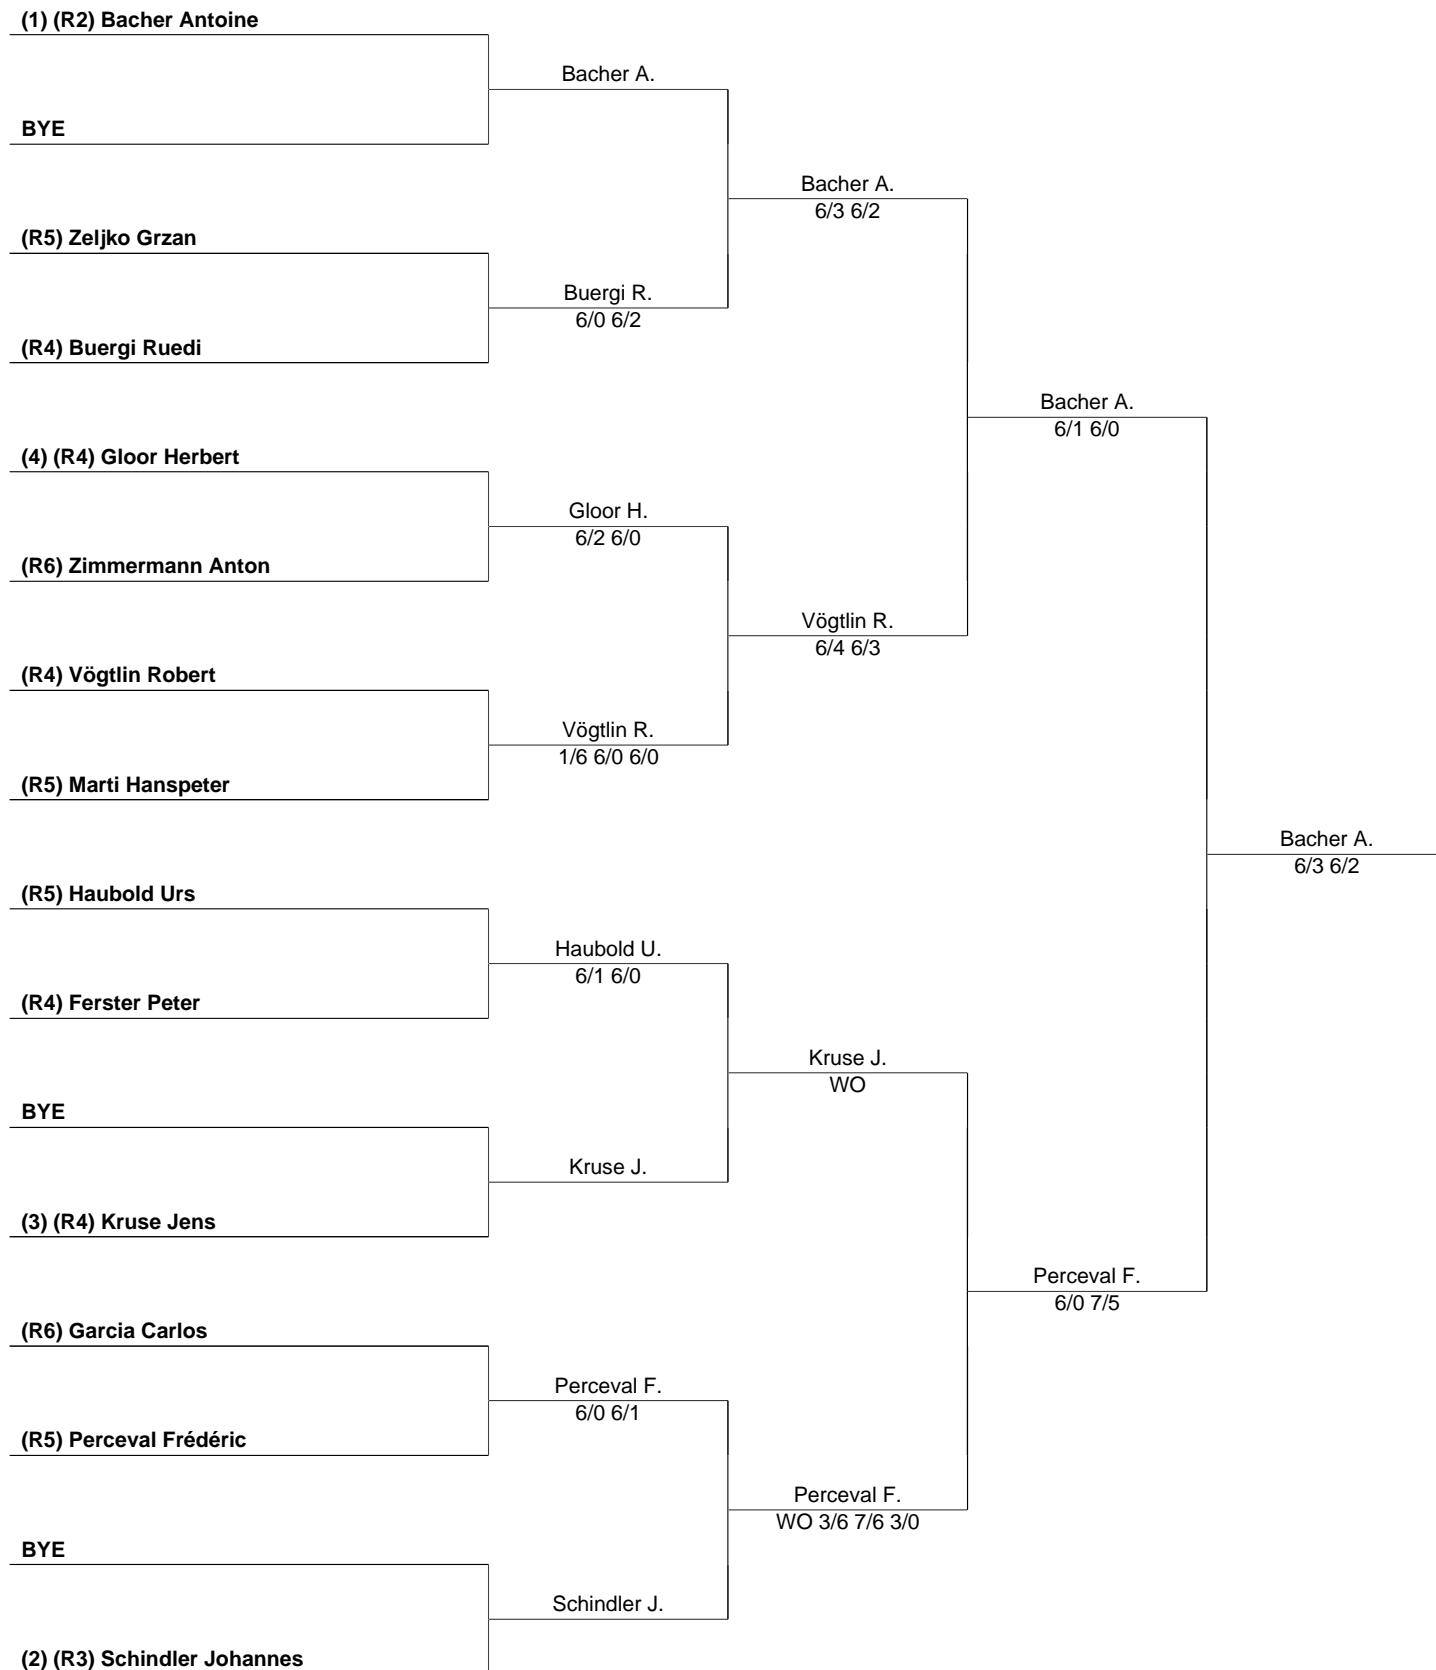 (1) (R2) Bacher Antoine
Bacher A.
BYE
Bacher A.
6/3 6/2
(R5) Zeljko Grzan
Buergi R.
6/0 6/2
(R4) Buergi Ruedi
Bacher A.
6/1 6/0
(4) (R4) Gloor Herbert
Gloor H.
6/2 6/0
(R6) Zimmermann Anton
Vögtlin R.
6/4 6/3
(R4) Vögtlin Robert
Vögtlin R.
1/6 6/0 6/0
(R5) Marti Hanspeter
Bacher A.
6/3 6/2
(R5) Haubold Urs
Haubold U.
6/1 6/0
(R4) Ferster Peter
Kruse J.
WO
BYE
Kruse J.
(3) (R4) Kruse Jens
Perceval F.
6/0 7/5
(R6) Garcia Carlos
Perceval F.
6/0 6/1
(R5) Perceval Frédéric
Perceval F.
WO 3/6 7/6 3/0
BYE
Schindler J.
(2) (R3) Schindler Johannes